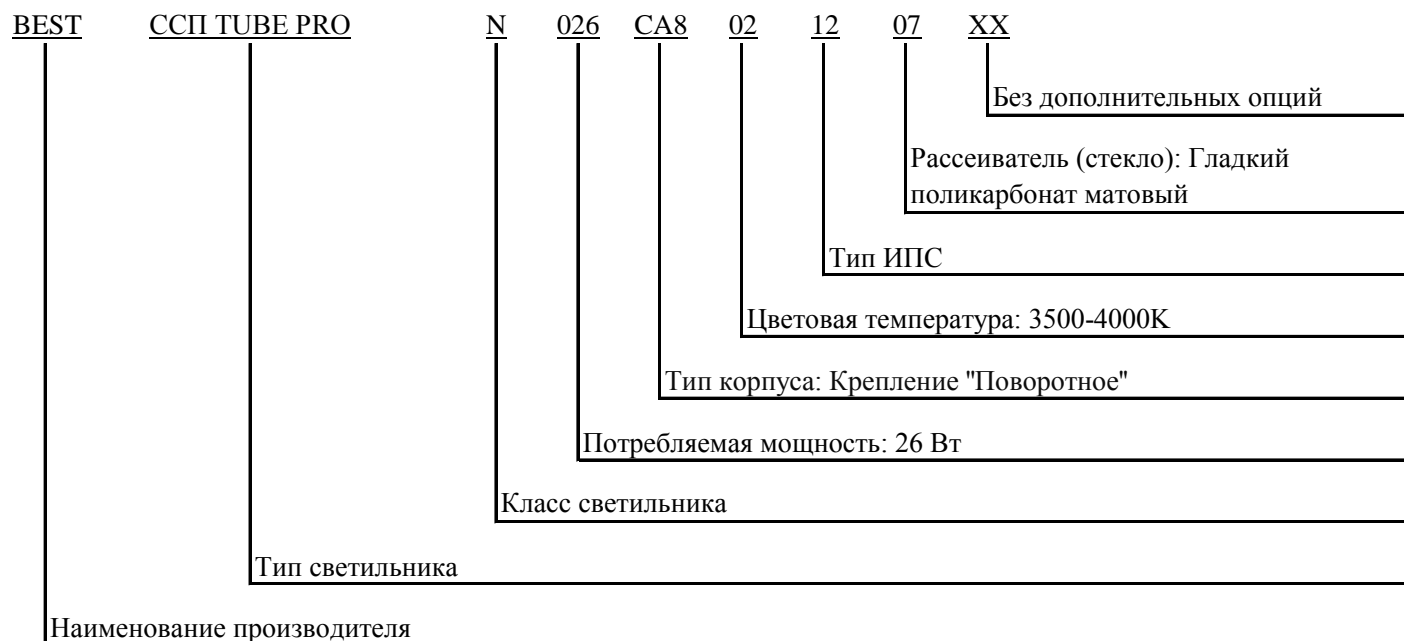 BEST ССП TUBE PRO N 026 CA8 02 12 07 XX
Без дополнительных опций
Рассеиватель (стекло): Гладкий
поликарбонат матовый
Тип ИПС
Цветовая температура: 3500-4000К
Тип корпуса: Крепление "Поворотное"
Потребляемая мощность: 26 Вт
Класс светильника
Тип светильника
Наименование производителя